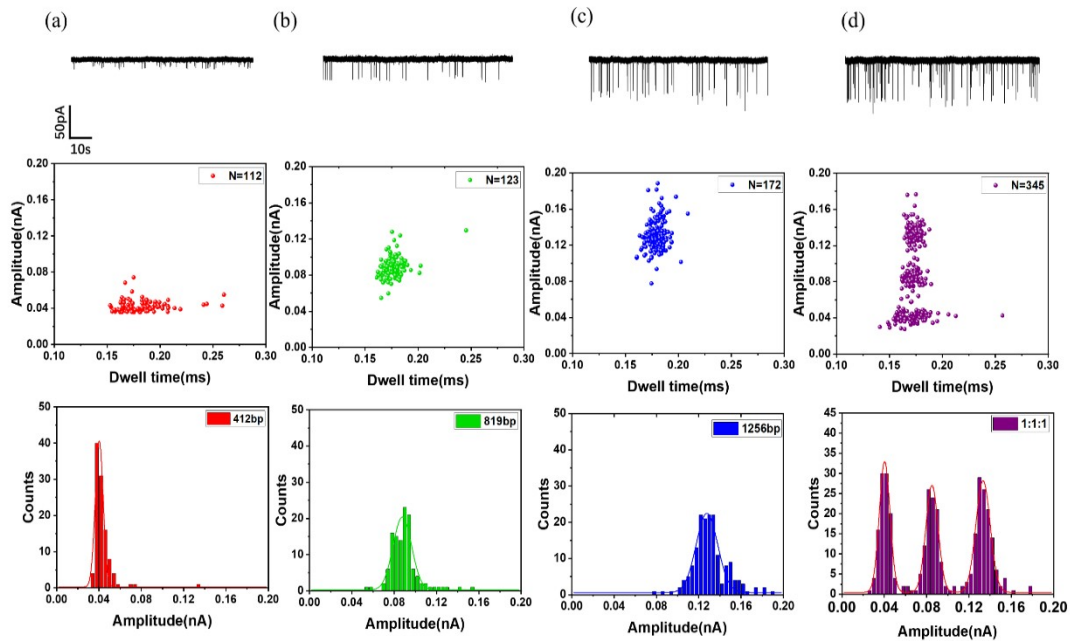 (a) (b) (c) (d)
50pA
10s
N=112 N=123 N=172 N=345
Amplitude(nA) Amplitude(nA) Amplitude(nA) Amplitude(nA)
0.20 0.20 0.20 0.20
0.16 0.16 0.16 0.16
0.12 0.12 0.12 0.12
0.08 0.08 0.08 0.08
0.04 0.04 0.04 0.04
0.00 0.00 0.00 0.00
0.10 0.15 0.20 0.25 0.30 0.10 0.15 0.20 0.25 0.30 0.10 0.15 0.20 0.25 0.30 0.10 0.15 0.20 0.25 0.30
Dwell time(ms) Dwell time(ms) Dwell time(ms) Dwell time(ms)
412bp 819bp 1256bp 1:1:1
Counts Counts Counts Counts
50 50 50 45
40 40 40 40
30 30 30 35
20 20 20 30
10 10 10 25
0 0 0 20
15
10
5
0
0.00 0.04 0.08 0.12 0.16 0.20 0.00 0.04 0.08 0.12 0.16 0.20 0.00 0.04 0.08 0.12 0.16 0.20 0.00 0.04 0.08 0.12 0.16 0.20
Amplitude(nA) Amplitude(nA) Amplitude(nA) Amplitude(nA)